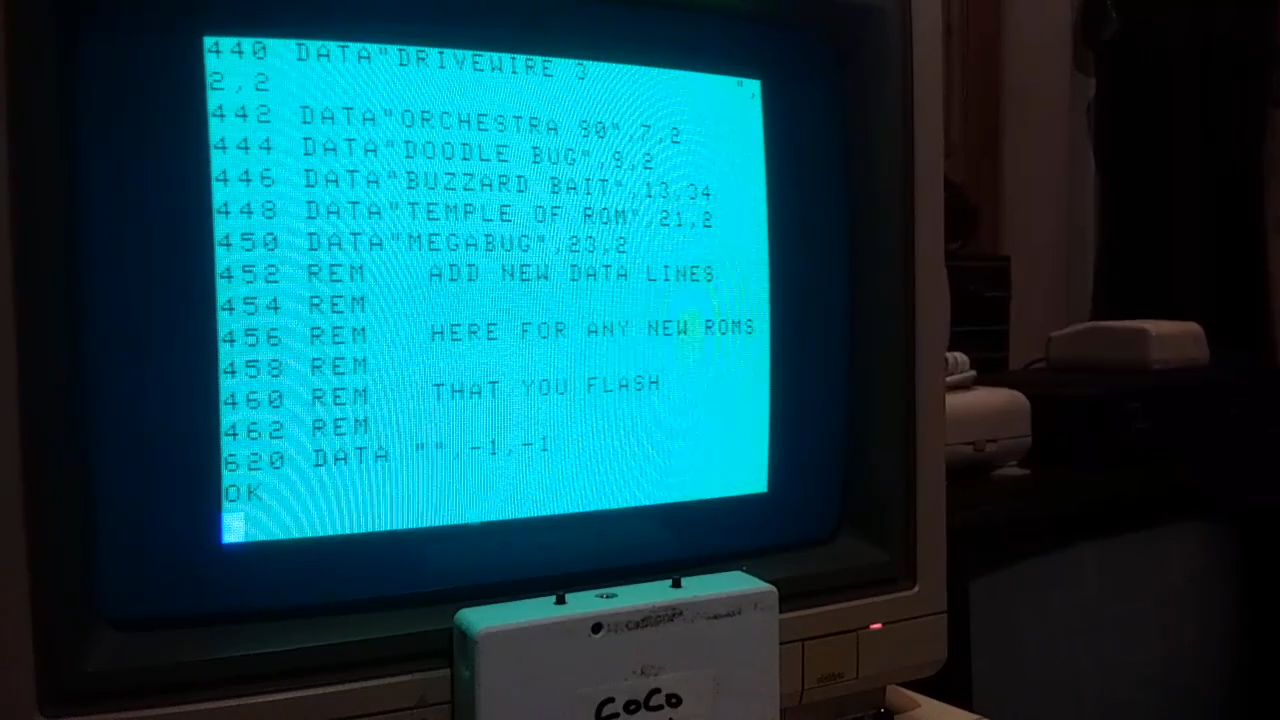 440 DATA"DRIVEWIRE 3 ",
2,2
442 DATA"ORCHESTRA 90",7,2
444 DATA"DOODLE BUG",9,2
446 DATA"BUZZARD BAIT",13,34
448 DATA"TEMPLE OF ROM",21,2
450 DATA"MEGABUG",23,2
452 REM ADD NEW DATA LINES
454 REM
456 REM HERE FOR ANY NEW ROMS
458 REM
460 REM THAT YOU FLASH
462 REM
620 DATA "",-1,-1
OK
CoCo